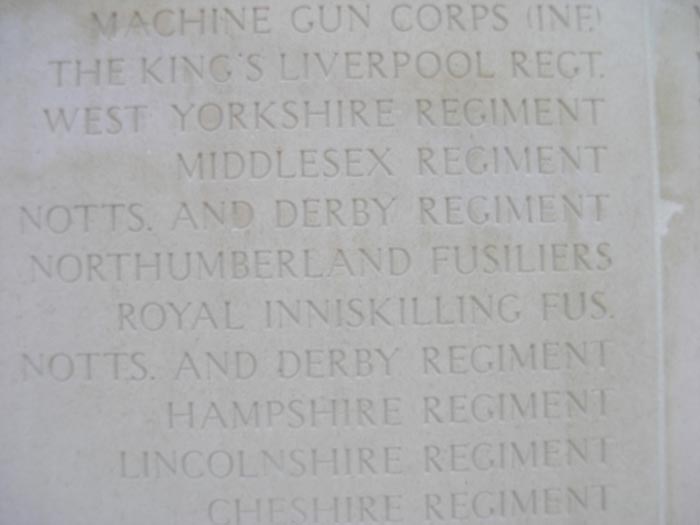 MACHINE GUN CORPS (INF.)
THE KING'S LIVERPOOL REGT.
WEST YORKSHIRE REGIMENT
MIDDLESEX REGIMENT
NOTTS. AND DERBY REGIMENT
NORTHUMBERLAND FUSILIERS
ROYAL INNISKILLING FUS.
NOTTS. AND DERBY REGIMENT
HAMPSHIRE REGIMENT
LINCOLNSHIRE REGIMENT
CHESHIRE REGIMENT